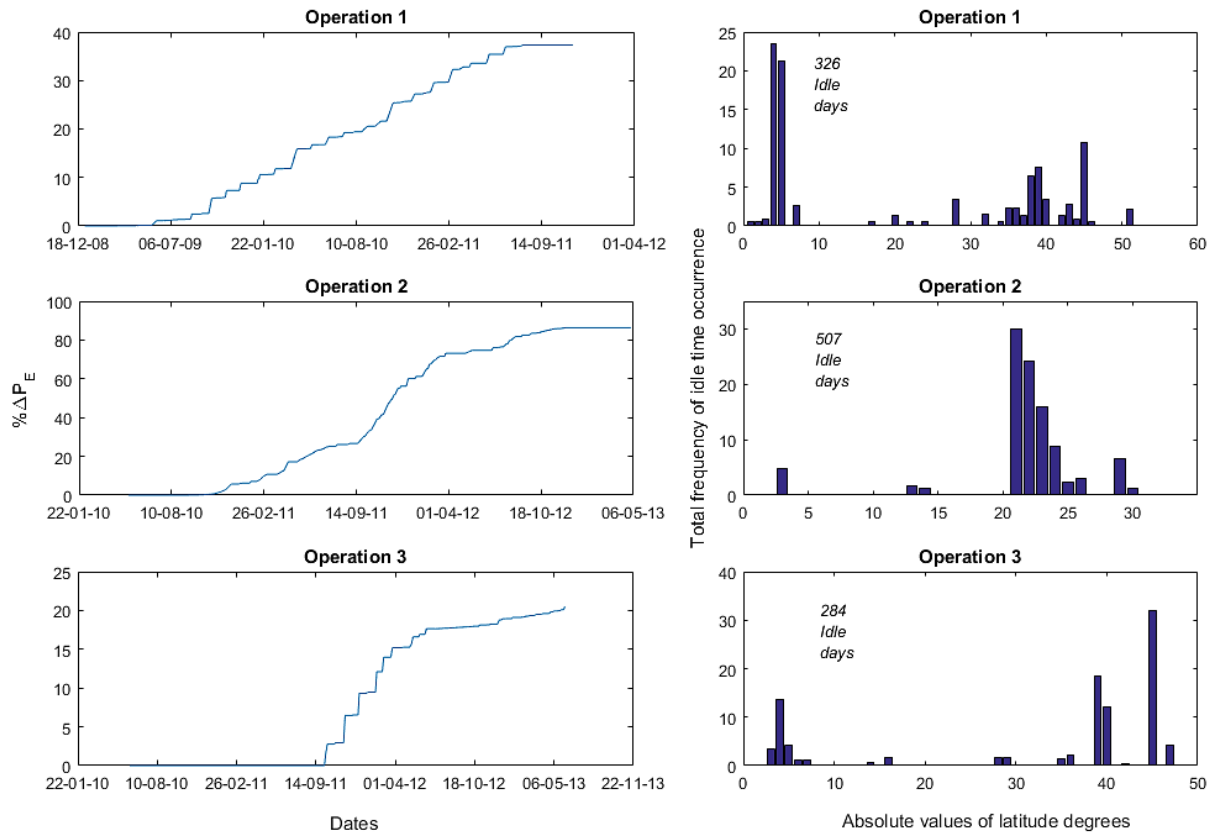 Operation 1
40
30
20
10
0
18-12-08 06-07-09 22-01-10 10-08-10 26-02-11 14-09-11 01-04-12
Operation 1
25
20
15
10
5
0
326
Idle
days
0 10 20 30 40 50 60
Operation 2
100
80
60
40
20
0
22-01-10 10-08-10 26-02-11 14-09-11 01-04-12 18-10-12 06-05-13
%ΔP_E
Operation 2
30
20
10
0
507
Idle
days
0 5 10 15 20 25 30
Total frequency of idle time occurrence
Operation 3
25
20
15
10
5
0
22-01-10 10-08-10 26-02-11 14-09-11 01-04-12 18-10-12 06-05-13 22-11-13
Dates
Operation 3
40
30
20
10
0
284
Idle
days
0 10 20 30 40 50
Absolute values of latitude degrees